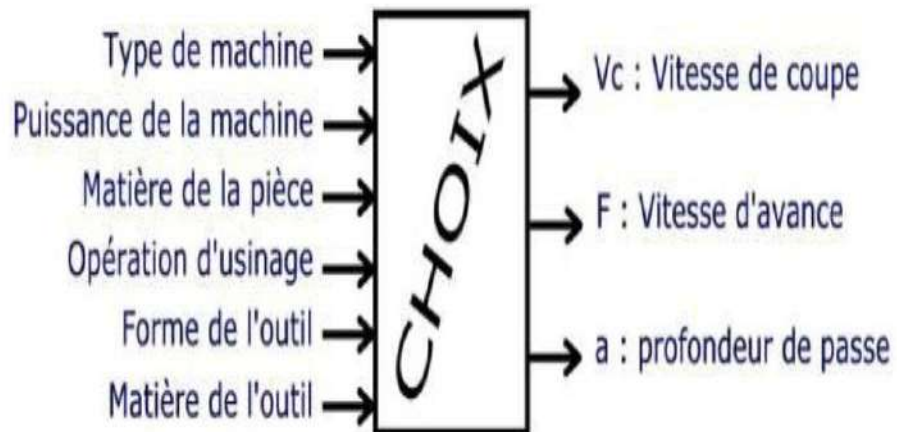 Type de machine
Puissance de la machine
Matière de la pièce
Opération d'usinage
Forme de l'outil
Matière de l'outil
CHOIX
Vc : Vitesse de coupe
F : Vitesse d'avance
a : profondeur de passe